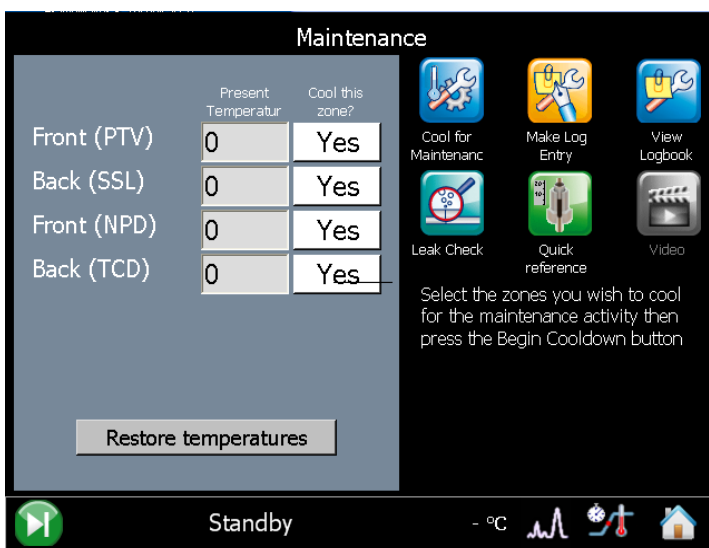 Maintenance
Present
Temperatur
Cool this
zone?
Front (PTV)
0
Yes
Back (SSL)
0
Yes
Front (NPD)
0
Yes
Back (TCD)
0
Yes
Restore temperatures
Cool for
Maintenanc
Make Log
Entry
View
Logbook
Leak Check
Quick
reference
Video
Select the zones you wish to cool
for the maintenance activity then
press the Begin Cooldown button
Standby
- °C